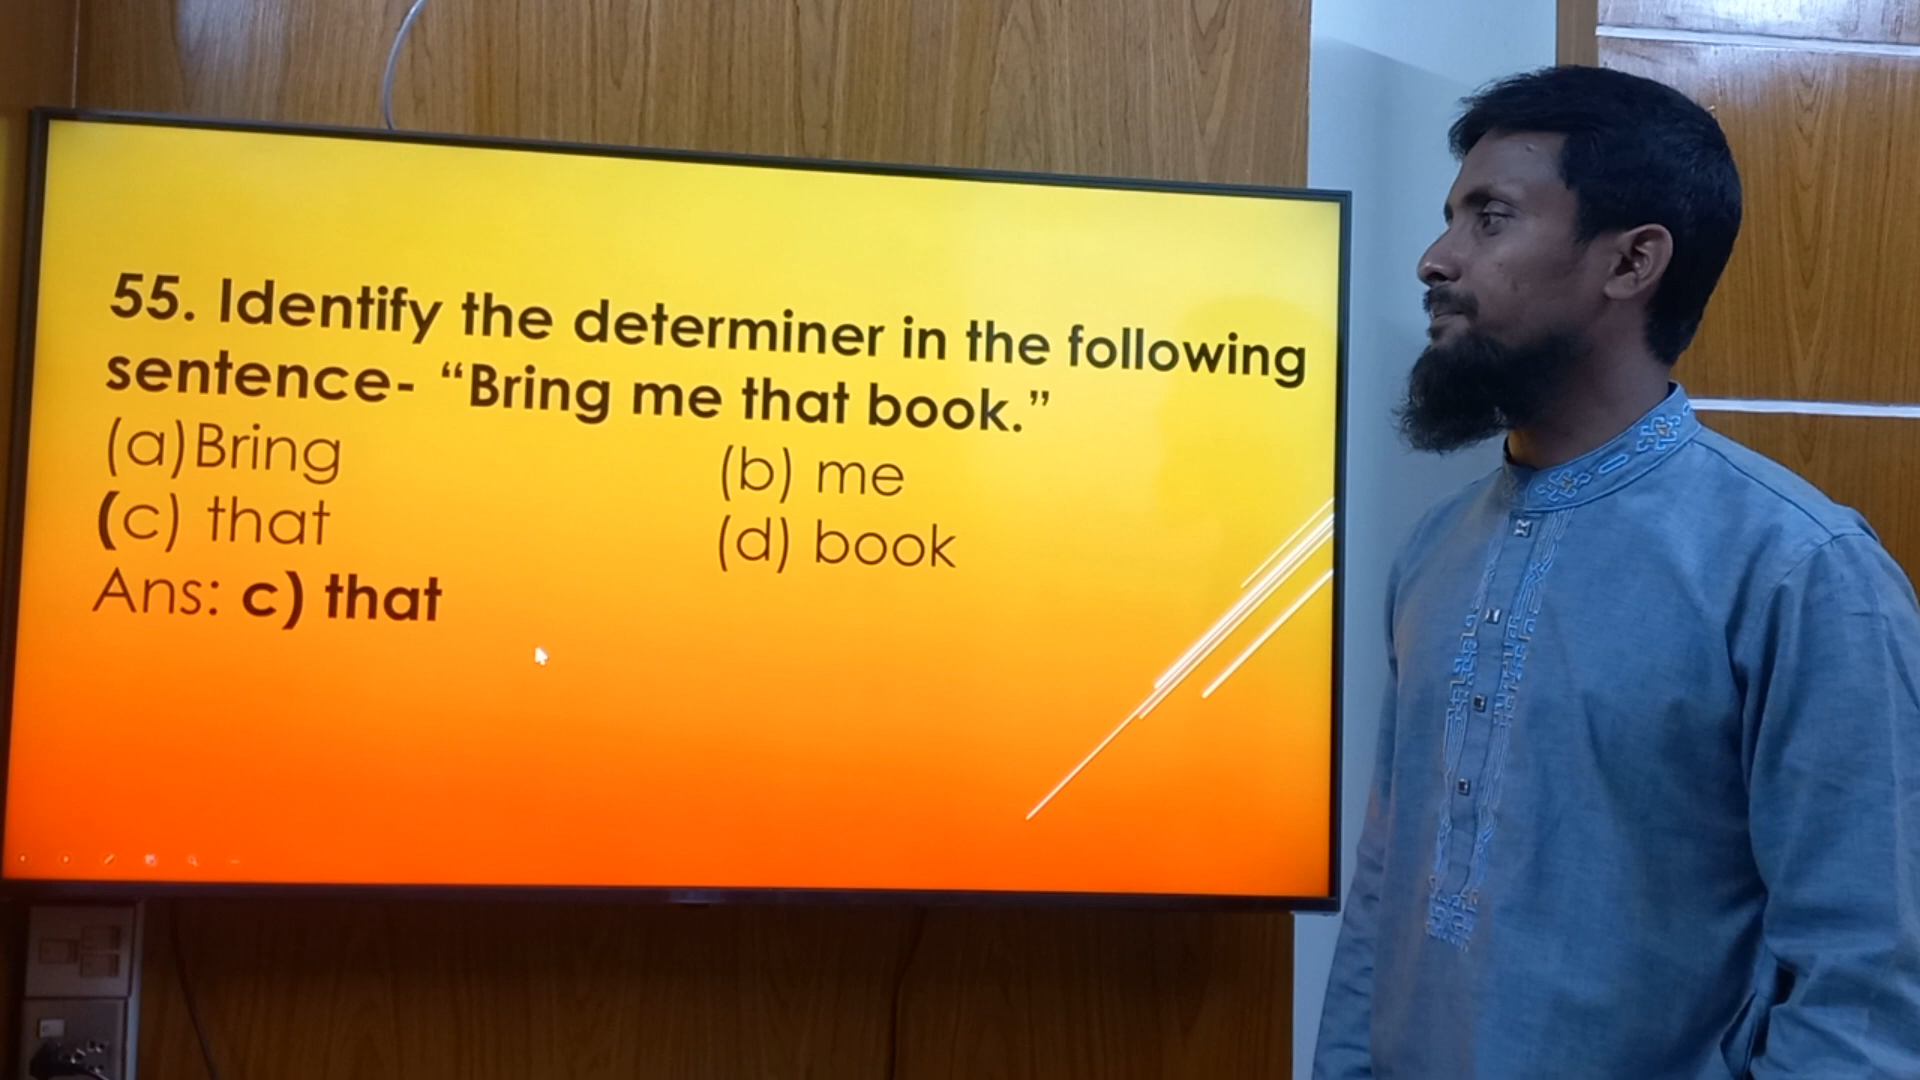 55. Identify the determiner in the following
sentence- “Bring me that book.”
(a)Bring (b) me
(c) that (d) book
Ans: c) that